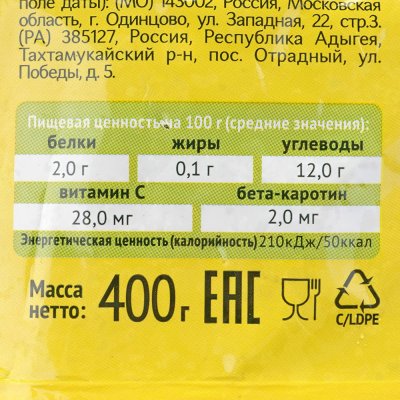 поле даты): (МО) 143002, Россия, Московская
область, г. Одинцово, ул. Западная, 22, стр.3.
(РА) 385127, Россия, Республика Адыгея,
Тахтамукайский р-н, пос. Отрадный, ул.
Победы, д. 5.
Пищевая ценность на 100 г (средние значения):
белки жиры углеводы
2,0 г 0,1 г 12,0 г
витамин С бета-каротин
28,0 мг 2,0 мг
Энергетическая ценность (калорийность) 210кДж/50ккал
Масса
нетто: 400 г EAC
C/LDPE